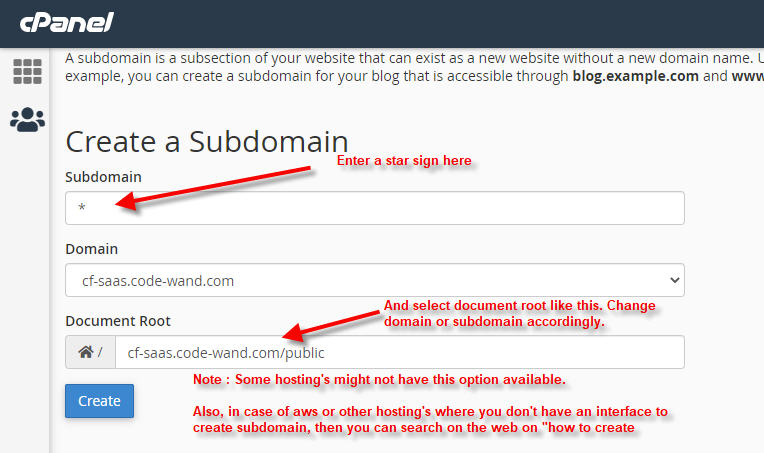 cPanel
A subdomain is a subsection of your website that can exist as a new website without a new domain name. U
example, you can create a subdomain for your blog that is accessible through blog.example.com and www
Create a Subdomain
Enter a star sign here
Subdomain
*
Domain
cf-saas.code-wand.com
And select document root like this. Change
domain or subdomain accordingly.
Document Root
/ cf-saas.code-wand.com/public
Note : Some hosting's might not have this option available.
Create
Also, in case of aws or other hosting's where you don't have an interface to
create subdomain, then you can search on the web on "how to create